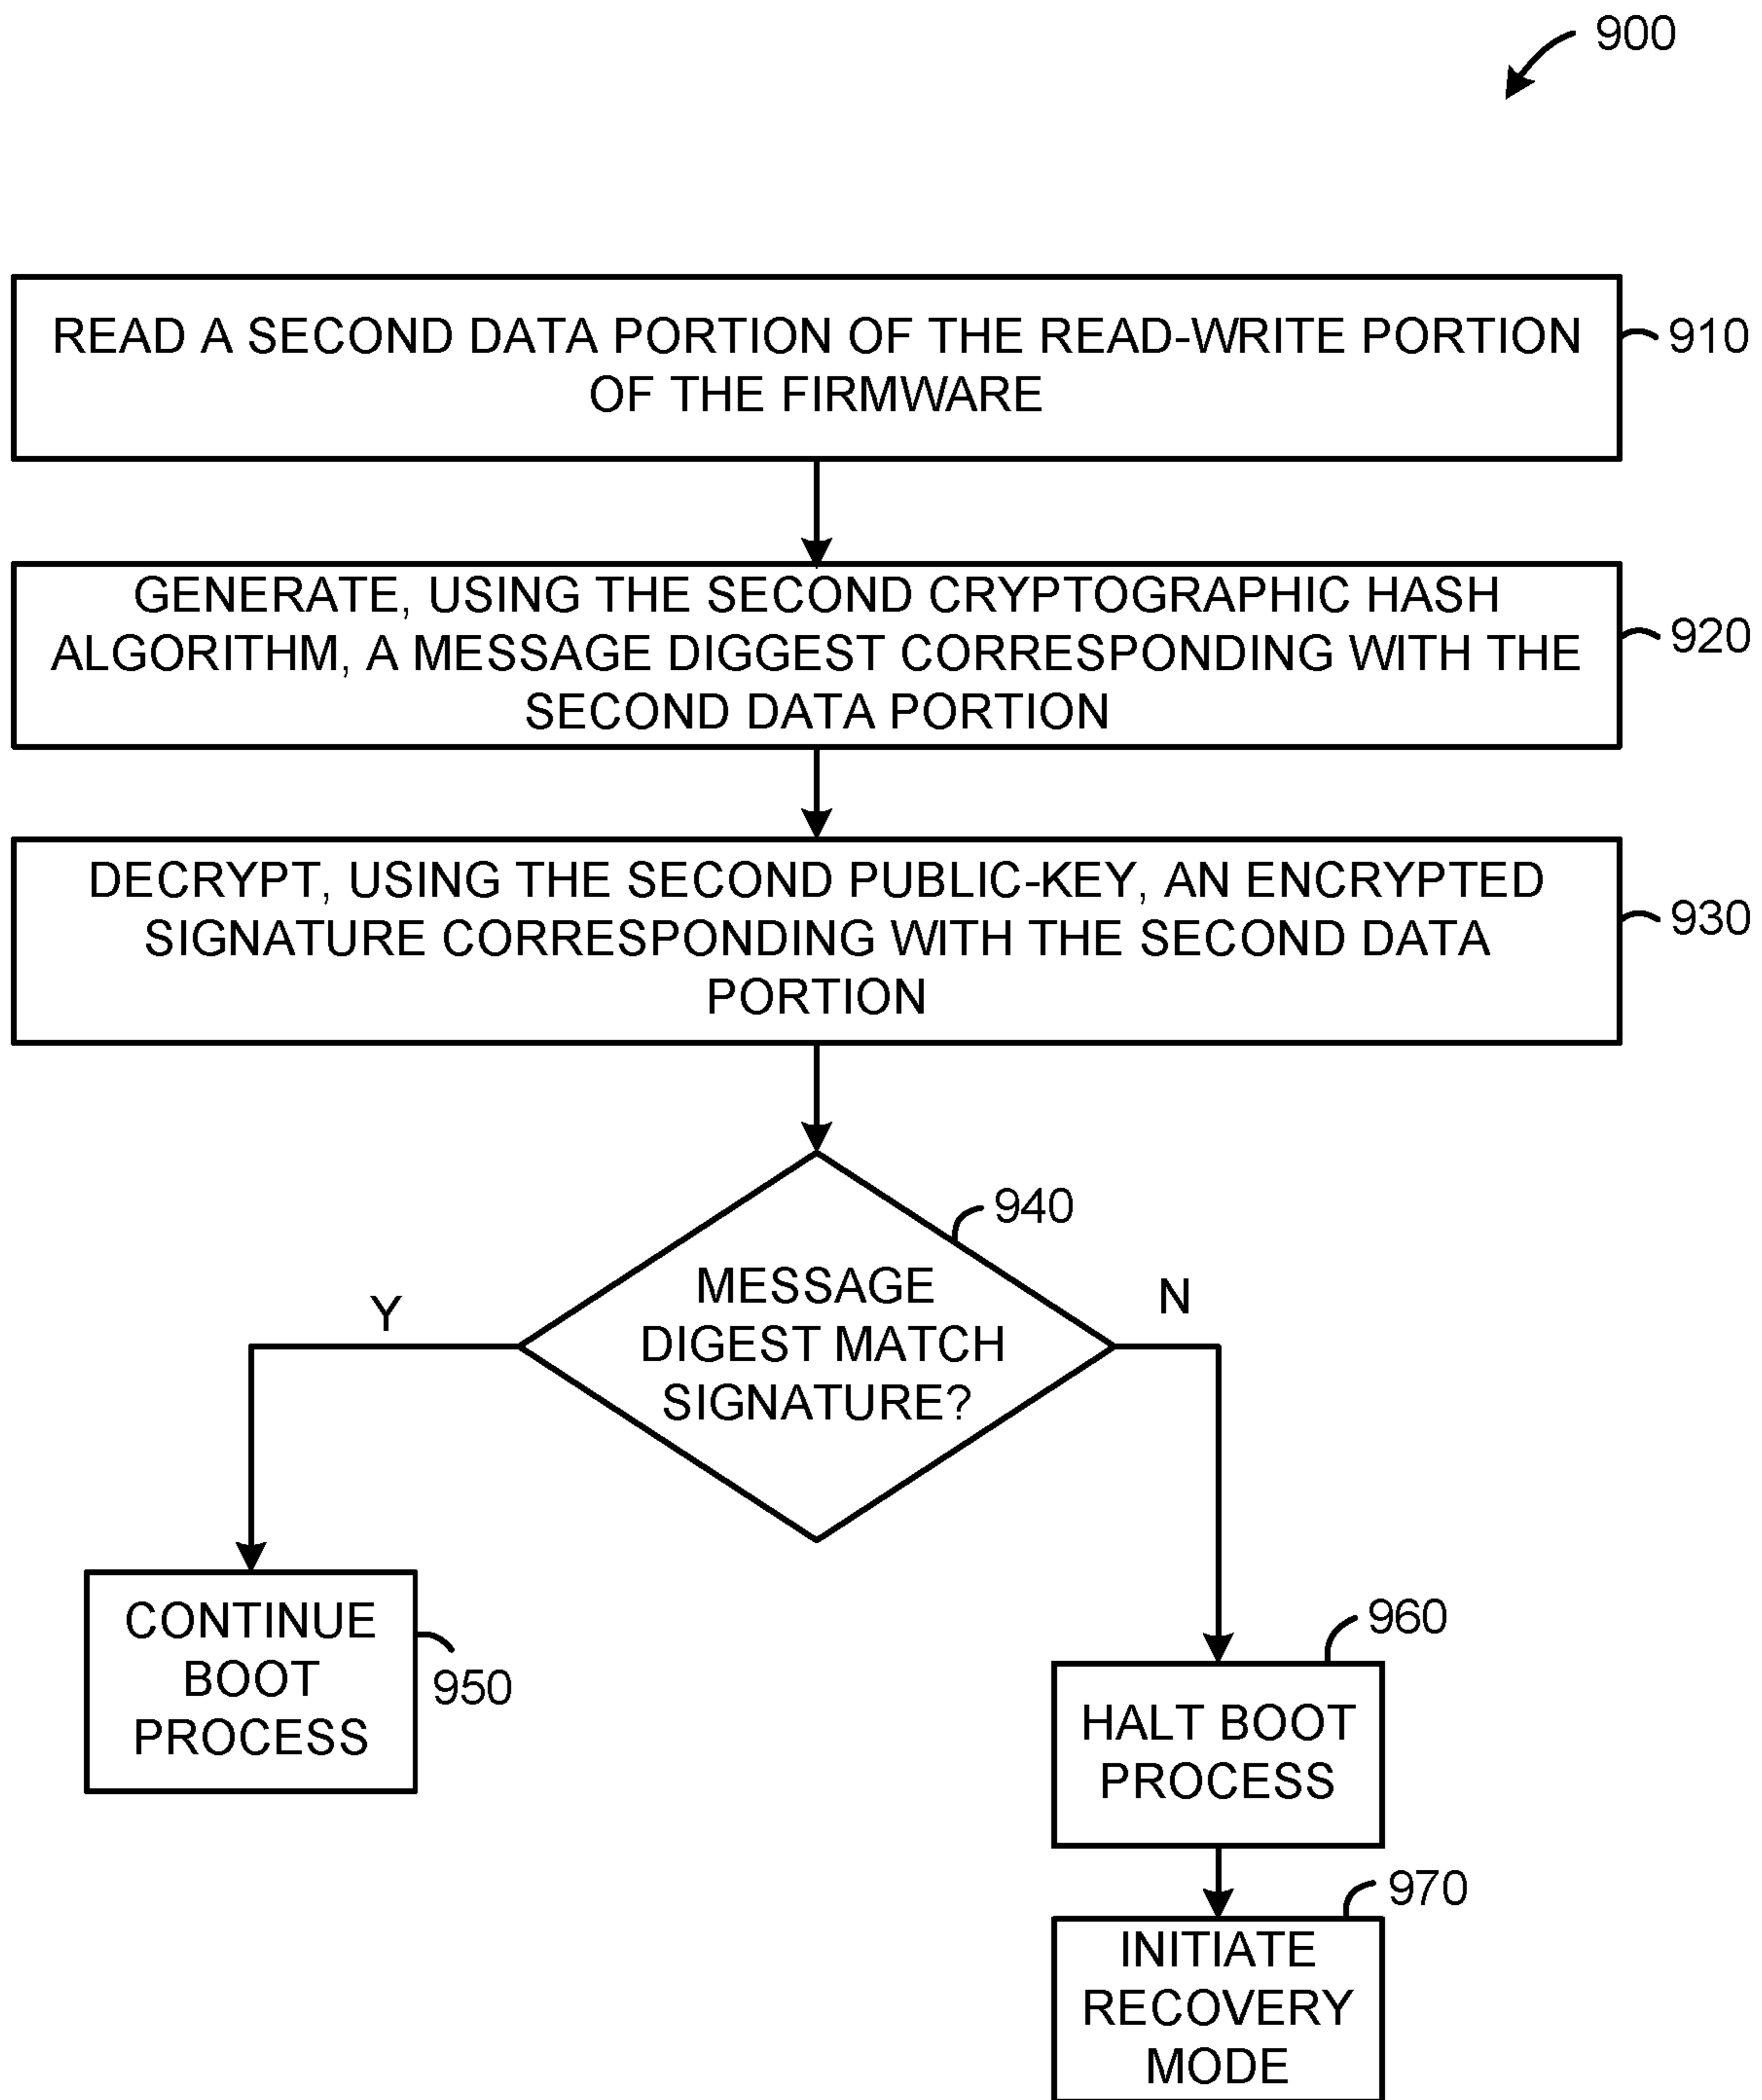 900
READ A SECOND DATA PORTION OF THE READ-WRITE PORTION
OF THE FIRMWARE
910
GENERATE, USING THE SECOND CRYPTOGRAPHIC HASH
ALGORITHM, A MESSAGE DIGGEST CORRESPONDING WITH THE
SECOND DATA PORTION
920
DECRYPT, USING THE SECOND PUBLIC-KEY, AN ENCRYPTED
SIGNATURE CORRESPONDING WITH THE SECOND DATA
PORTION
930
940
MESSAGE
DIGEST MATCH
SIGNATURE?
Y
N
CONTINUE
BOOT
PROCESS
950
960
HALT BOOT
PROCESS
970
INITIATE
RECOVERY
MODE